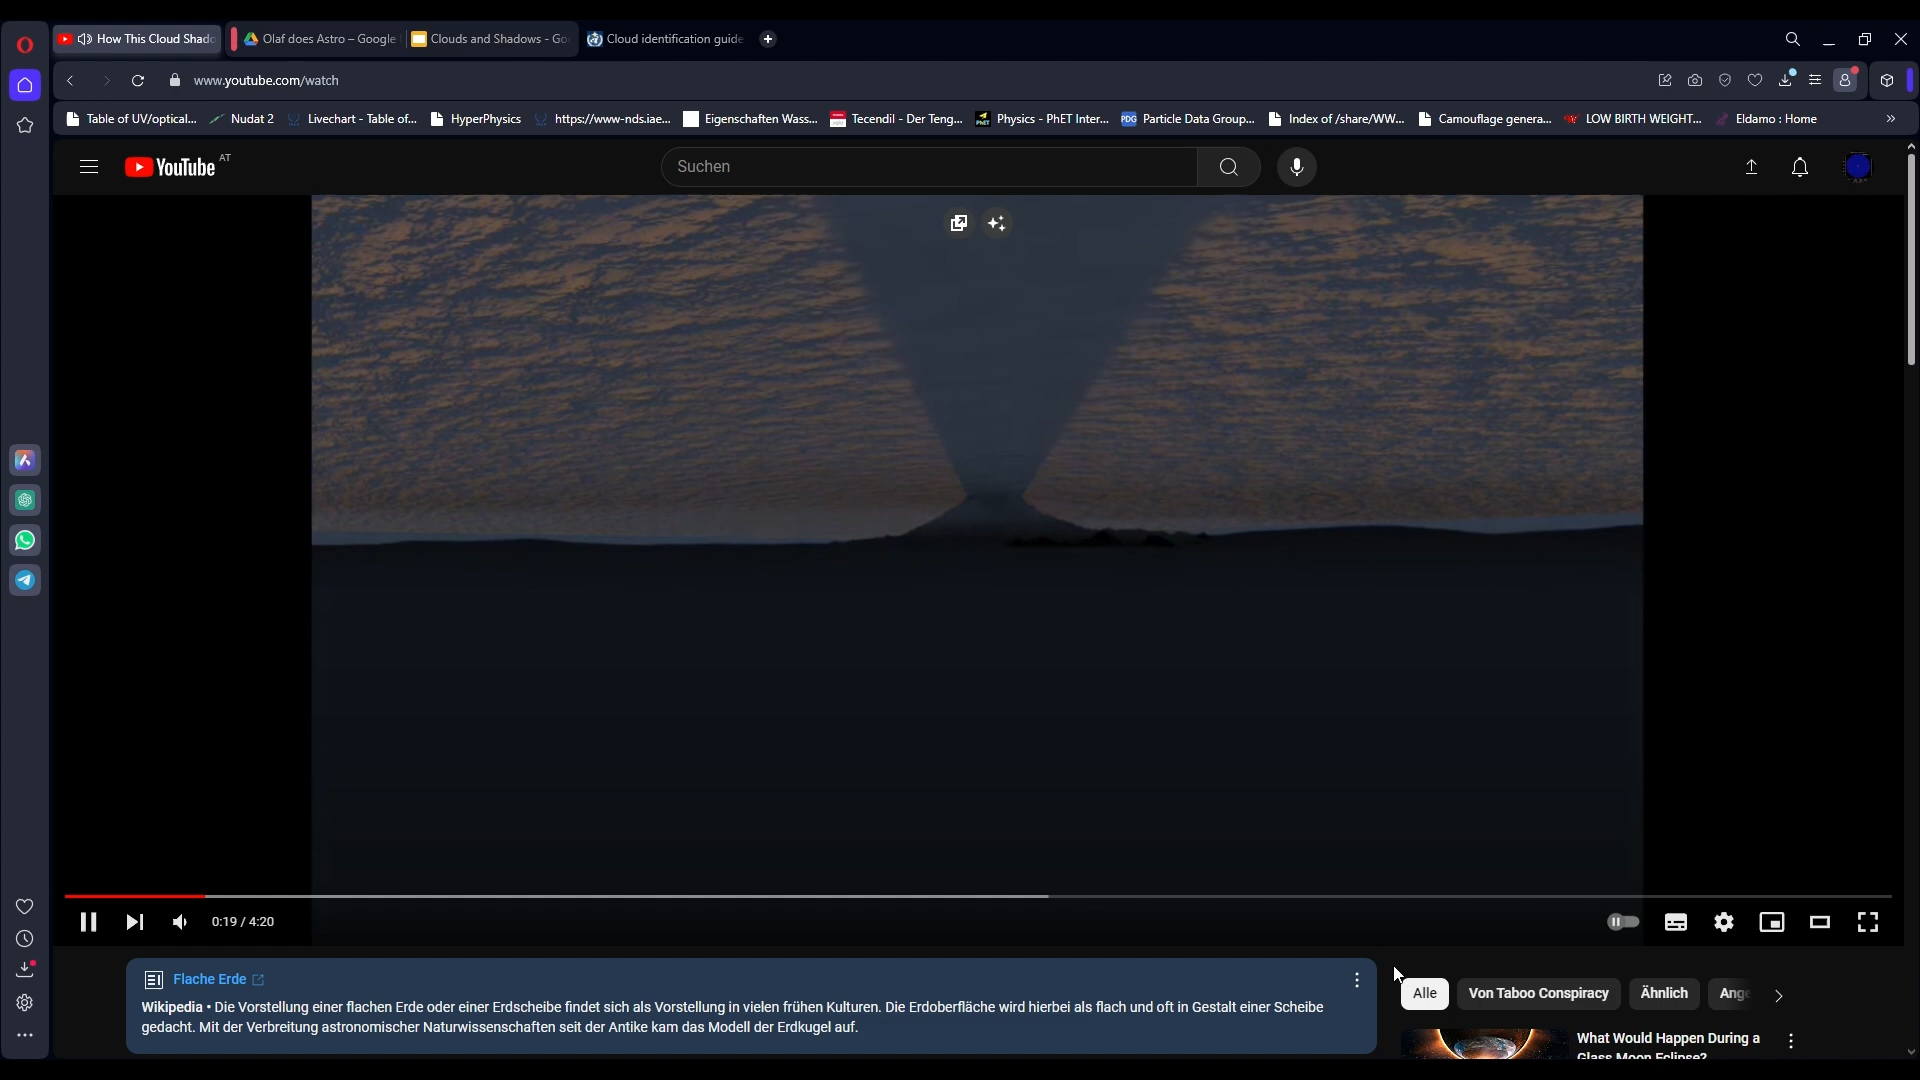 How This Cloud Shado
Olaf does Astro – Google
Clouds and Shadows - Go
Cloud identification guide
www.youtube.com/watch
Table of UV/optical...
Nudat 2
Livechart - Table of...
HyperPhysics
https://www-nds.iae...
Eigenschaften Wass...
Tecendil - Der Teng...
Physics - PhET Inter...
PDG
Particle Data Group...
Index of /share/WW...
Camouflage genera...
LOW BIRTH WEIGHT...
Eldamo : Home
YouTube AT
Suchen
0:19 / 4:20
Flache Erde
Wikipedia • Die Vorstellung einer flachen Erde oder einer Erdscheibe findet sich als Vorstellung in vielen frühen Kulturen. Die Erdoberfläche wird hierbei als flach und oft in Gestalt einer Scheibe
gedacht. Mit der Verbreitung astronomischer Naturwissenschaften seit der Antike kam das Modell der Erdkugel auf.
Alle
Von Taboo Conspiracy
Ähnlich
Ange
What Would Happen During a
Glass Moon Eclipse?